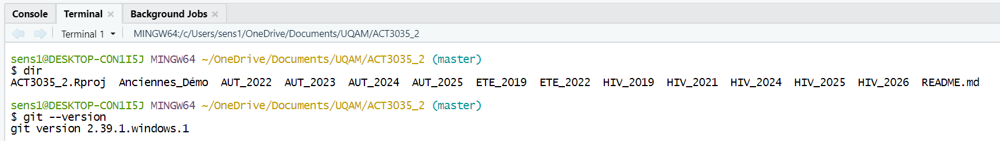 Console Terminal Background Jobs
Terminal 1 MINGW64:/c/Users/sens1/OneDrive/Documents/UQAM/ACT3035_2
sens1@DESKTOP-CON1I5J MINGW64 ~/OneDrive/Documents/UQAM/ACT3035_2 (master)
$ dir
ACT3035_2.Rproj Anciennes_Démo AUT_2022 AUT_2023 AUT_2024 AUT_2025 ETE_2019 ETE_2022 HIV_2019 HIV_2021 HIV_2024 HIV_2025 HIV_2026 README.md
sens1@DESKTOP-CON1I5J MINGW64 ~/OneDrive/Documents/UQAM/ACT3035_2 (master)
$ git --version
git version 2.39.1.windows.1